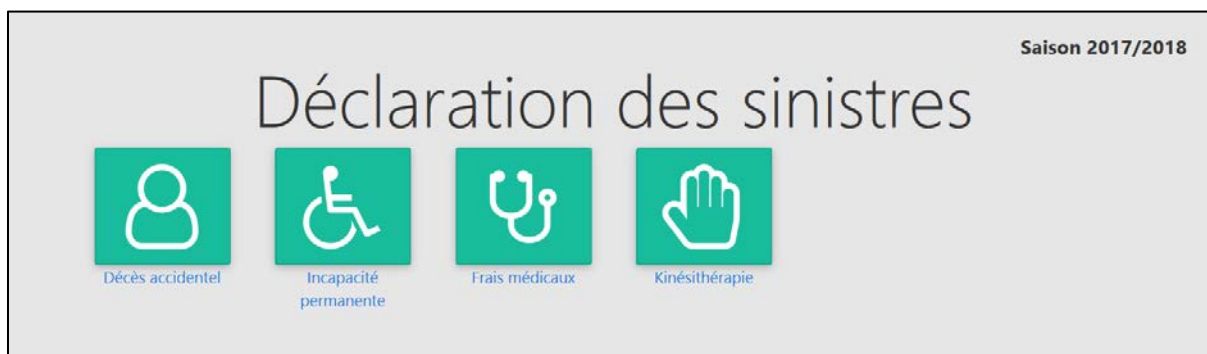 Saison 2017/2018
Déclaration des sinistres
Décès accidentel
Incapacité
permanente
Frais médicaux
Kinésithérapie